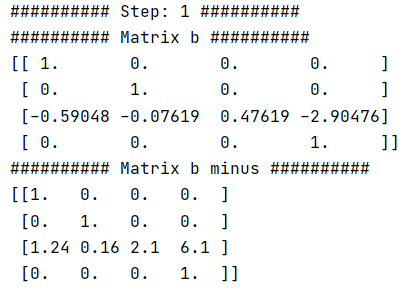 ########## Step: 1 ##########
########## Matrix b ##########
[[ 1.       0.       0.       0.     ]
 [ 0.       1.       0.       0.     ]
 [-0.59048 -0.07619  0.47619 -2.90476]
 [ 0.       0.       0.       1.     ]]
########## Matrix b minus ##########
[[1.   0.   0.   0.  ]
 [0.   1.   0.   0.  ]
 [1.24 0.16 2.1  6.1 ]
 [0.   0.   0.   1.  ]]